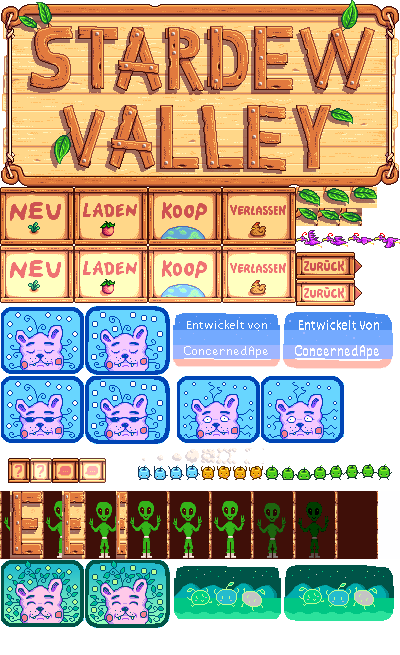 STARDEW
VALLEY
NEU LADEN KOOP VERLASSEN
ZURÜCK
NEU LADEN KOOP VERLASSEN
ZURÜCK
Entwickelt von
ConcernedApe
Entwickelt von
ConcernedApe
? ?
E E E